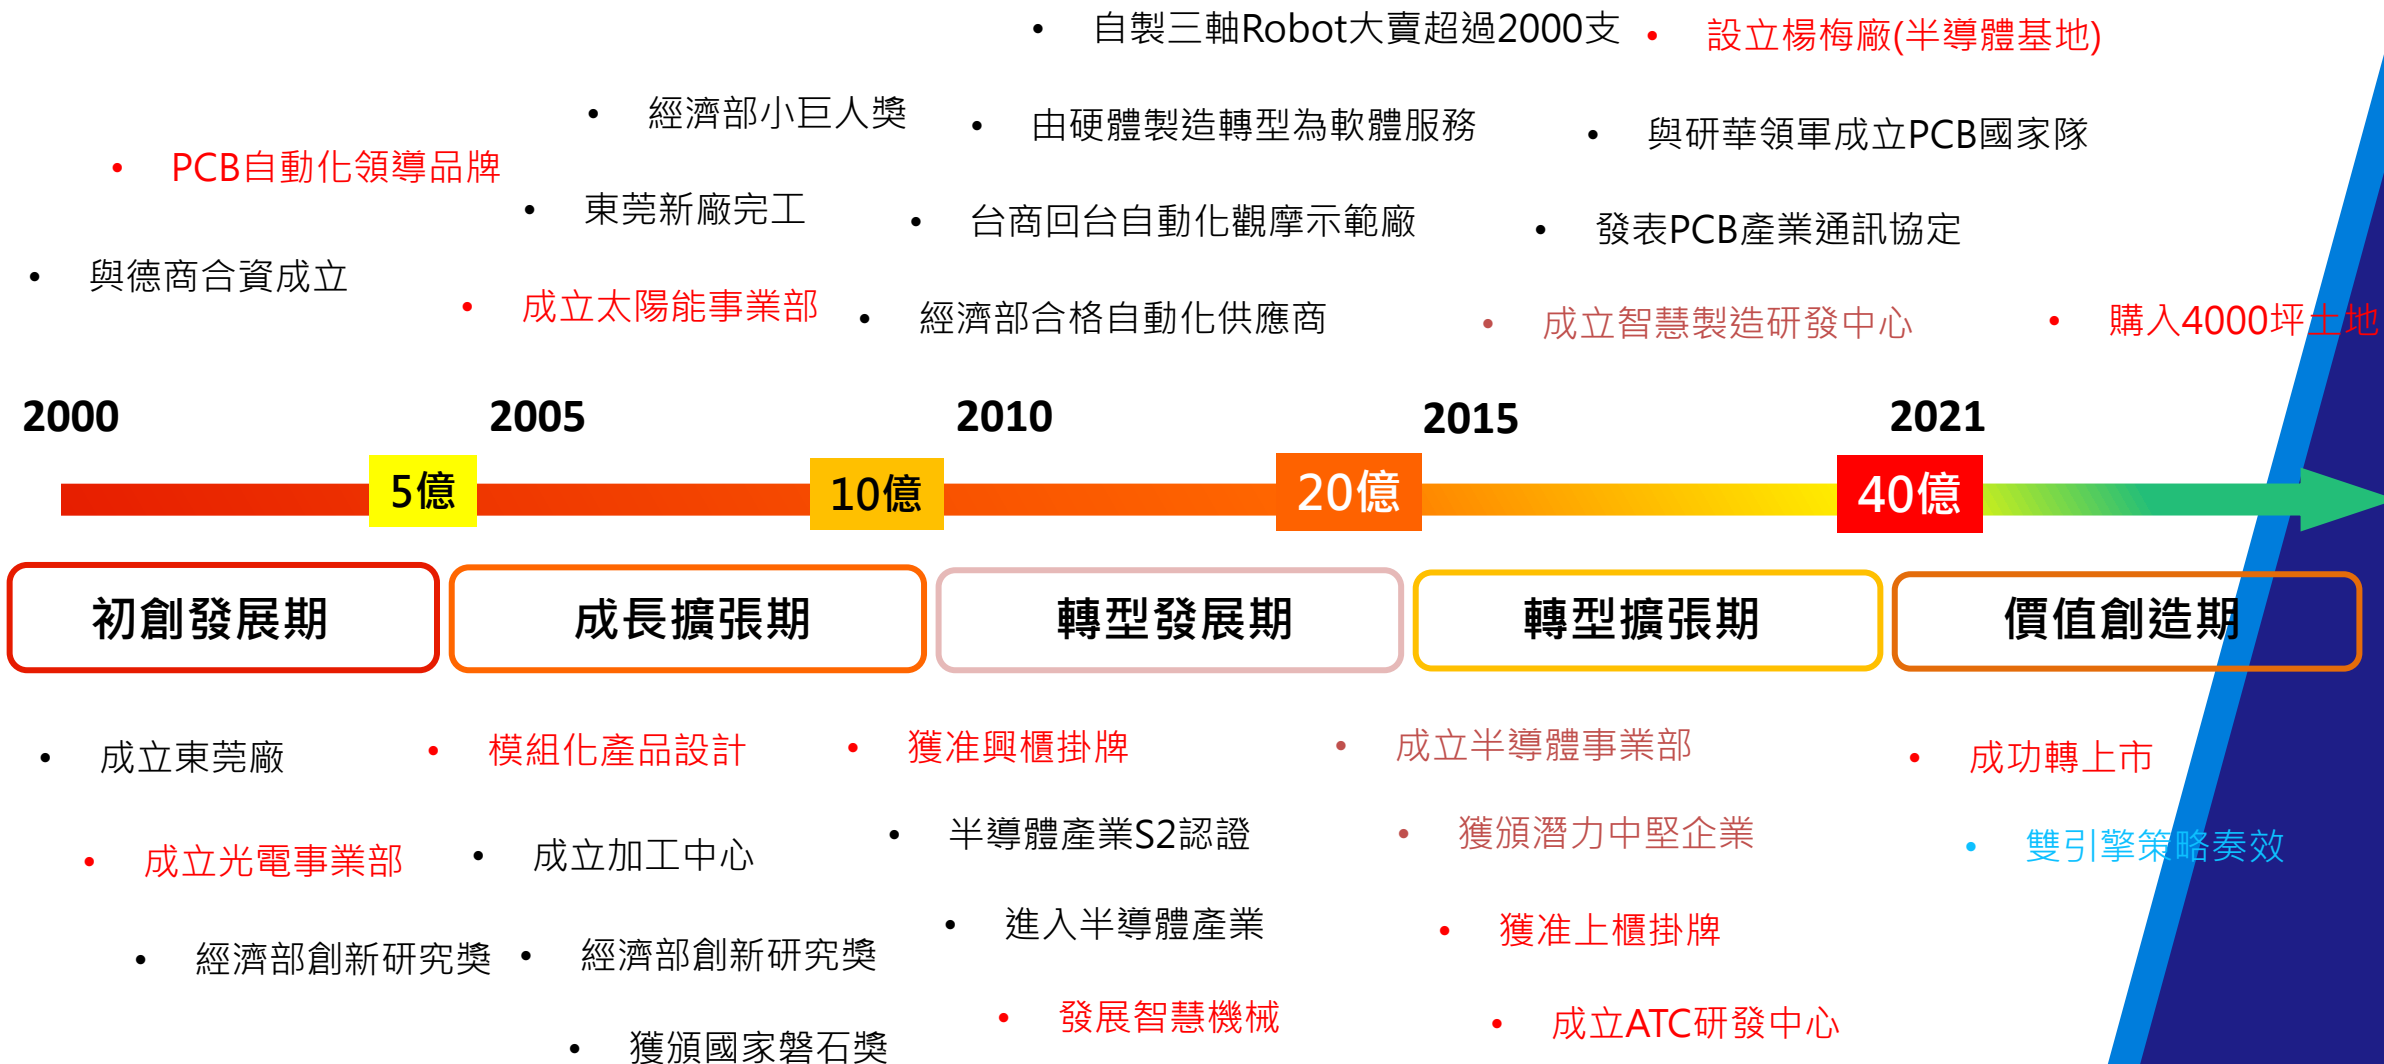 • 自製三軸Robot大賣超過2000支
• 設立楊梅廠(半導體基地)
• 經濟部小巨人獎
• 由硬體製造轉型為軟體服務
• 與研華領軍成立PCB國家隊
• PCB自動化領導品牌
• 東莞新廠完工
• 台商回台自動化觀摩示範廠
• 發表PCB產業通訊協定
• 與德商合資成立
• 成立太陽能事業部
• 經濟部合格自動化供應商
• 成立智慧製造研發中心
• 購入4000坪土地
2000
2005
2010
2015
2021
5億
10億
20億
40億
初創發展期
成長擴張期
轉型發展期
轉型擴張期
價值創造期
• 成立東莞廠
• 模組化產品設計
• 獲准興櫃掛牌
• 成立半導體事業部
• 成功轉上市
• 成立光電事業部
• 成立加工中心
• 半導體產業S2認證
• 獲頒潛力中堅企業
• 雙引擎策略奏效
• 經濟部創新研究獎
• 經濟部創新研究獎
• 進入半導體產業
• 獲准上櫃掛牌
• 獲頒國家磐石獎
• 發展智慧機械
• 成立ATC研發中心